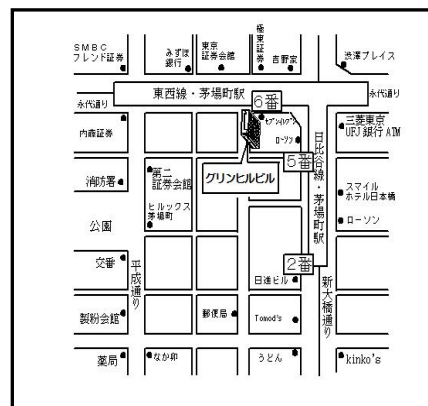 SMBC
フレンド証券
みずほ
銀行
東京
証券会館
極東証券
吉野家
渋澤プレイス
永代通り
東西線・茅場町駅
永代通り
6番
内藤証券
セブンイレブン
ローソン
三菱東京
UFJ銀行 ATM
5番
日比谷線・茅場町駅
消防署
第二
証券会館
グリンヒルビル
スマイル
ホテル日本橋
ヒルックス
茅場町
ローソン
公園
2番
交番
平成通り
日進ビル
新大橋通り
製粉会館
郵便局
Tomod's
薬局
なか卯
うどん
kinko's